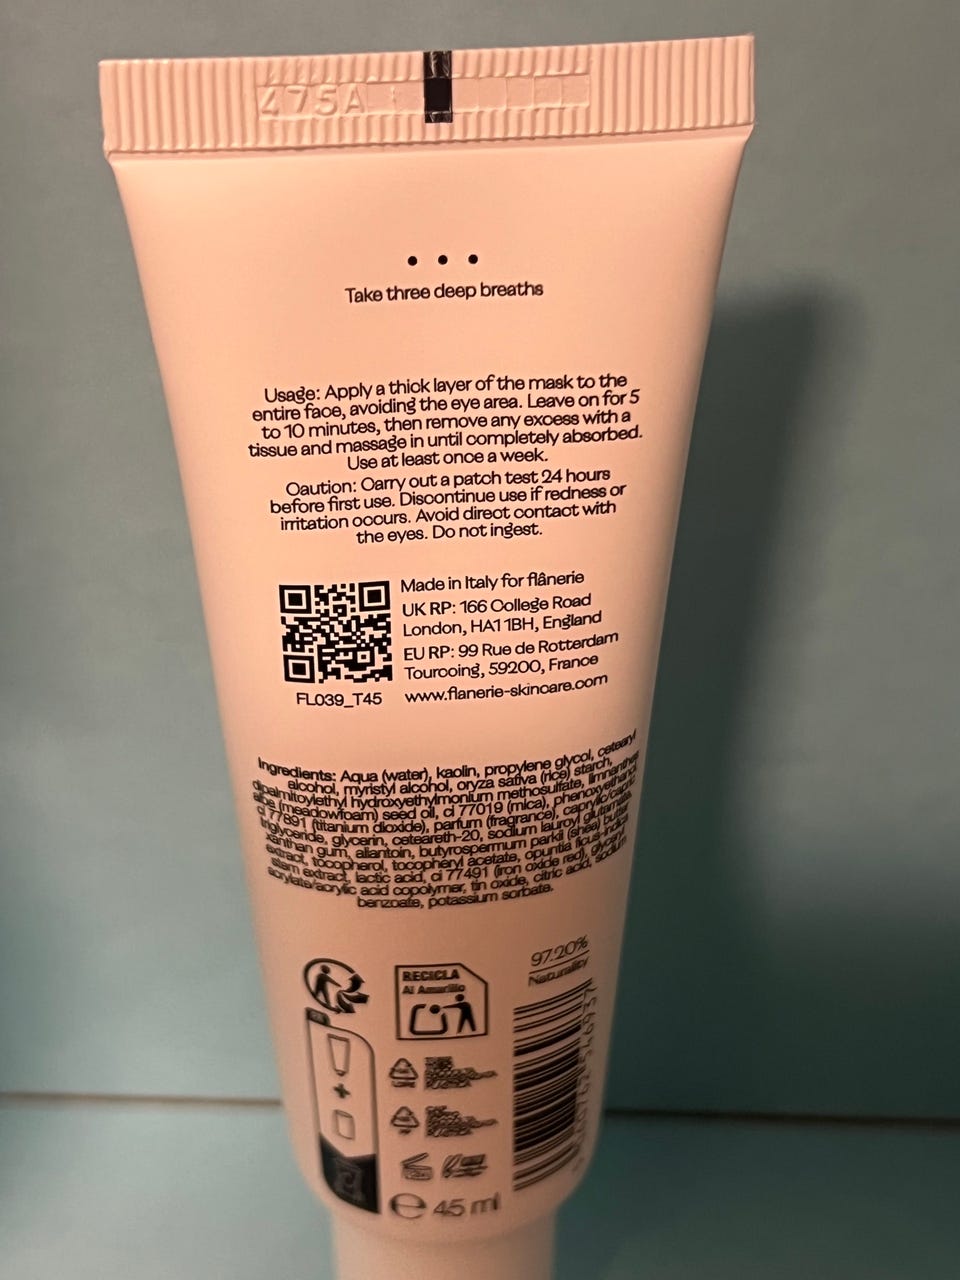 475A
Take three deep breaths
Usage: Apply a thick layer of the mask to the
entire face, avoiding the eye area. Leave on for 5
to 10 minutes, then remove any excess with a
tissue and massage in until completely absorbed.
Use at least once a week.
Caution: Carry out a patch test 24 hours
before first use. Discontinue use if redness or
irritation occurs. Avoid direct contact with
the eyes. Do not ingest.
Made in Italy for flânerie
UK RP: 166 College Road
London, HA1 1BH, England
EU RP: 99 Rue de Rotterdam
Tourcoing, 59200, France
FL039_T45
www.flanerie-skincare.com
Ingredients: Aqua (water), kaolin, propylene glycol, cetearyl
alcohol, myristyl alcohol, oryza sativa (rice) starch,
dipalmitoylethyl hydroxyethylmonium methosulfate, limnanthes
albe (meadowfoam) seed oil, ci 77019 (mica), phenoxyethanol,
ci 77891 (titanium dioxide), parfum (fragrance), caprylic/capric
triglyceride, glycerin, ceteareth-20, sodium lauroyl glutamate,
xanthan gum, allantoin, butyrospermum parkii (shea) butter
extract, tocopherol, tocopheryl acetate, opuntia ficus-indica
stem extract, lactic acid, ci 77491 (iron oxide red), glyceryl
acrylate/acrylic acid copolymer, tin oxide, citric acid, sodium
benzoate, potassium sorbate.
97.20%
Naturality
RECICLA
Al Amarillo
e 45 ml